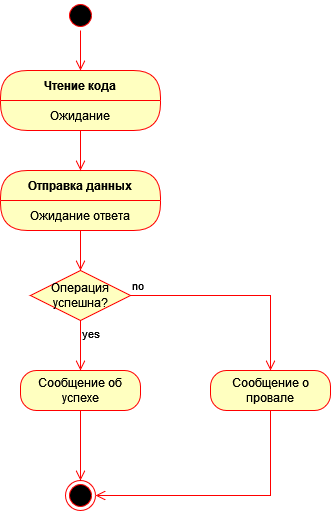 Чтение кода
Ожидание
Отправка данных
Ожидание ответа
Операция
успешна?
no
yes
Сообщение об
успехе
Сообщение о
провале